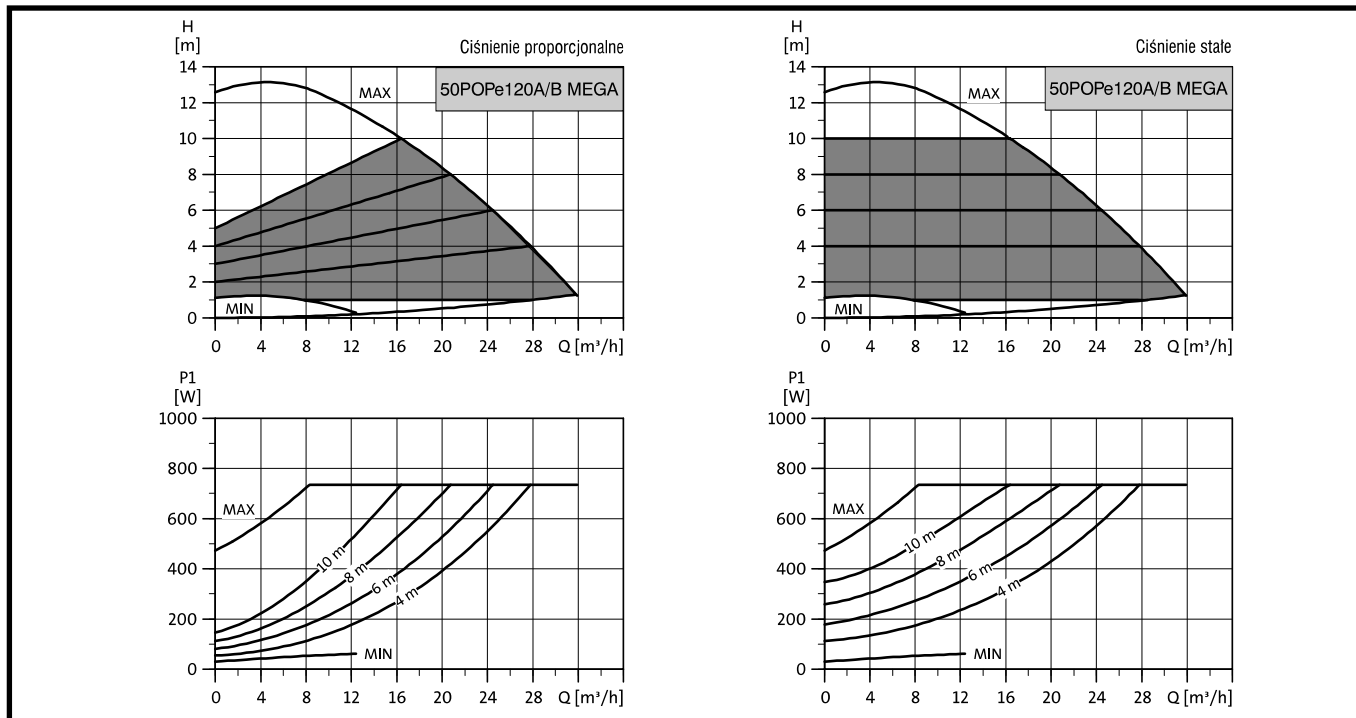 H
[m]
Ciśnienie proporcjonalne
50POPe120A/B MEGA
14
12
10
8
6
4
2
0
MAX
MIN
0 4 8 12 16 20 24 28 Q [m³/h]
H
[m]
Ciśnienie stałe
50POPe120A/B MEGA
14
12
10
8
6
4
2
0
MAX
MIN
0 4 8 12 16 20 24 28 Q [m³/h]
P1
[W]
1000
800
600
400
200
0
MAX
10 m
8 m
6 m
4 m
MIN
0 4 8 12 16 20 24 28 Q [m³/h]
P1
[W]
1000
800
600
400
200
0
MAX
10 m
8 m
6 m
4 m
MIN
0 4 8 12 16 20 24 28 Q [m³/h]